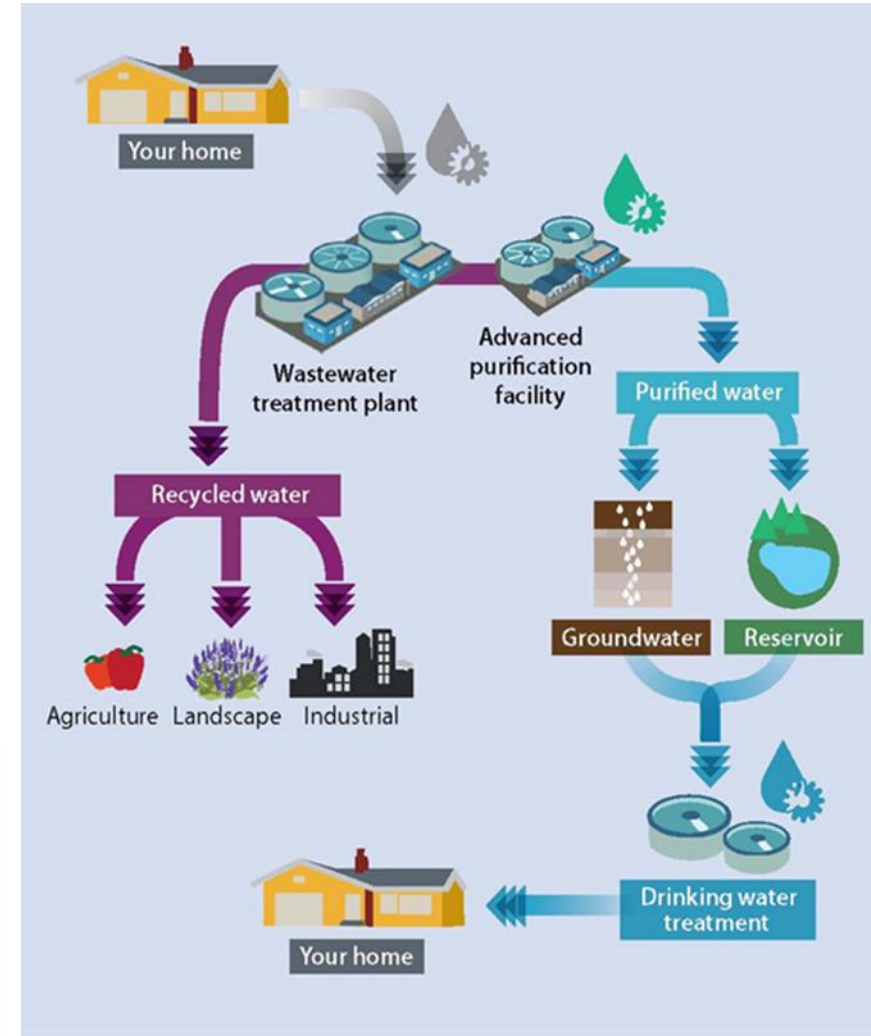 Your home
Wastewater
treatment plant
Advanced
purification
facility
Purified water
Recycled water
Groundwater
Reservoir
Agriculture
Landscape
Industrial
Drinking water
treatment
Your home